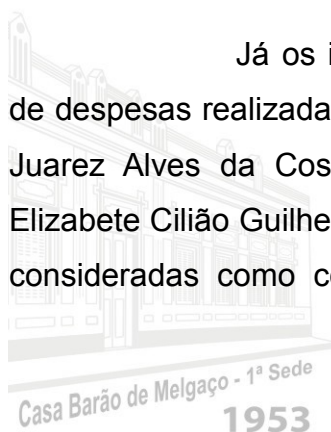 Já os i
de despesas realizada
Juarez Alves da Cos
Elizabete Cilião Guilhe
consideradas como c
Casa Barão de Melgaço - 1ª Sede
1953